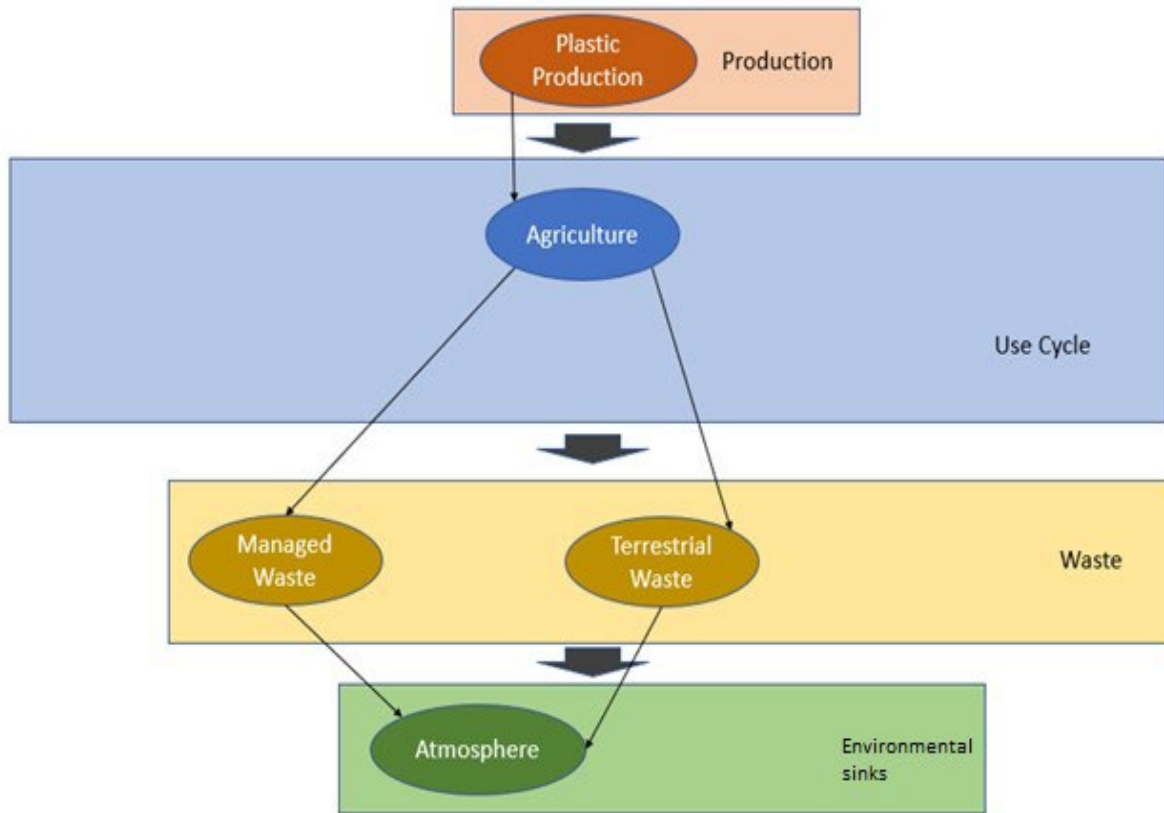 Plastic
Production
Production
Agriculture
Use Cycle
Managed
Waste
Terrestrial
Waste
Waste
Atmosphere
Environmental
sinks